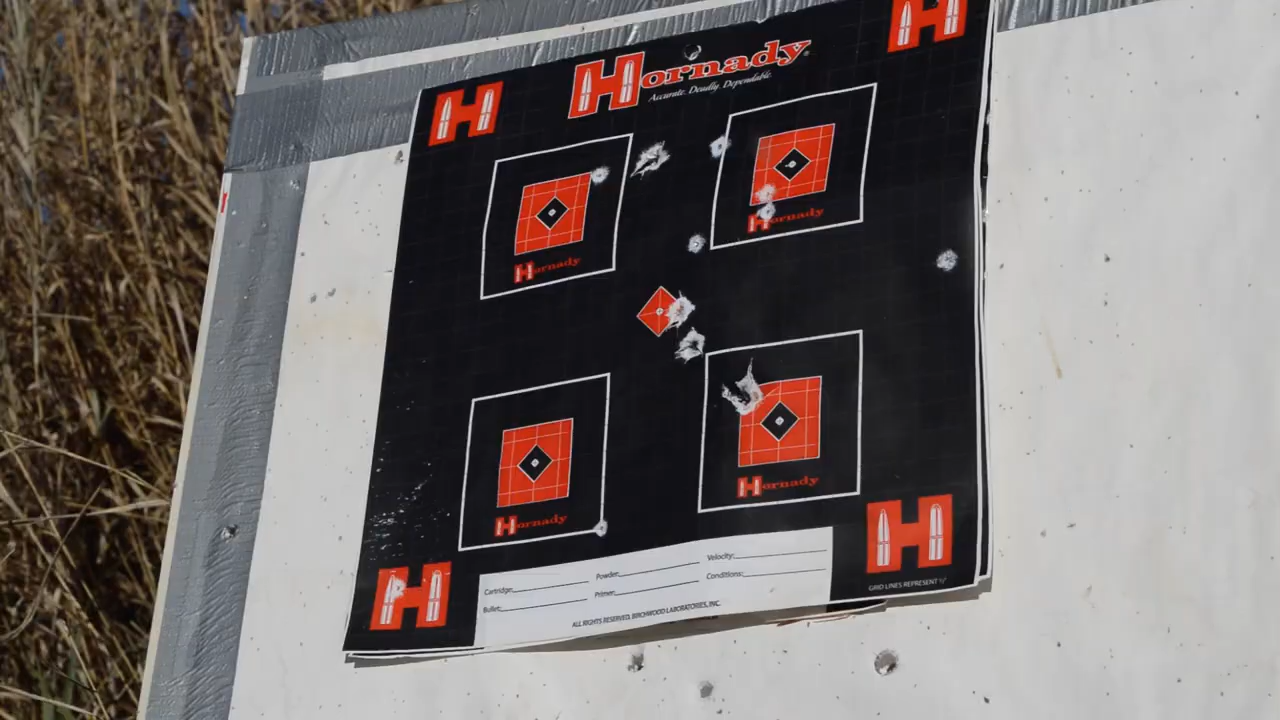 Hornady®
Accurate. Deadly. Dependable.
H
H
Hornady
Hornady
Hornady
Hornady
H
H
Cartridge:
Powder:
Velocity:
Bullet:
Primer:
Conditions:
ALL RIGHTS RESERVED. BIRCHWOOD LABORATORIES, INC.
GRID LINES REPRESENT ½"